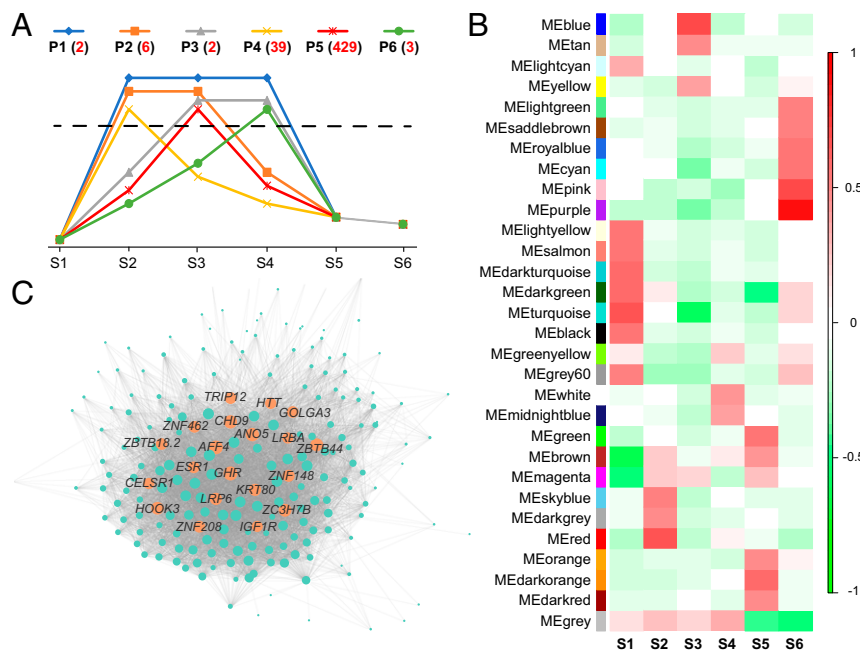 A
P1 (2) P2 (6) P3 (2) P4 (39) P5 (429) P6 (3)
S1 S2 S3 S4 S5 S6
B
MEblue
MEtan
MElightcyan
MEyellow
MElightgreen
MEsaddlebrown
MEroyalblue
MEcyan
MEpink
MEpurple
MElightyellow
MEsalmon
MEdarkturquoise
MEdarkgreen
MEturquoise
MEblack
MEgreenyellow
MEgrey60
MEwhite
MEmidnightblue
MEgreen
MEbrown
MEmagenta
MEskyblue
MEdarkgrey
MEred
MEorange
MEdarkorange
MEdarkred
MEgrey
S1 S2 S3 S4 S5 S6
1
0.5
0
-0.5
-1
C
TRIP12
HTT
GOLGA3
ZNF462
CHD9
ANO5
LRBA
ZBTB18.2
AFF4
ZBTB44
ESR1
GHR
ZNF148
CELSR1
KRT80
LRP6
HOOK3
ZC3H7B
ZNF208
IGF1R